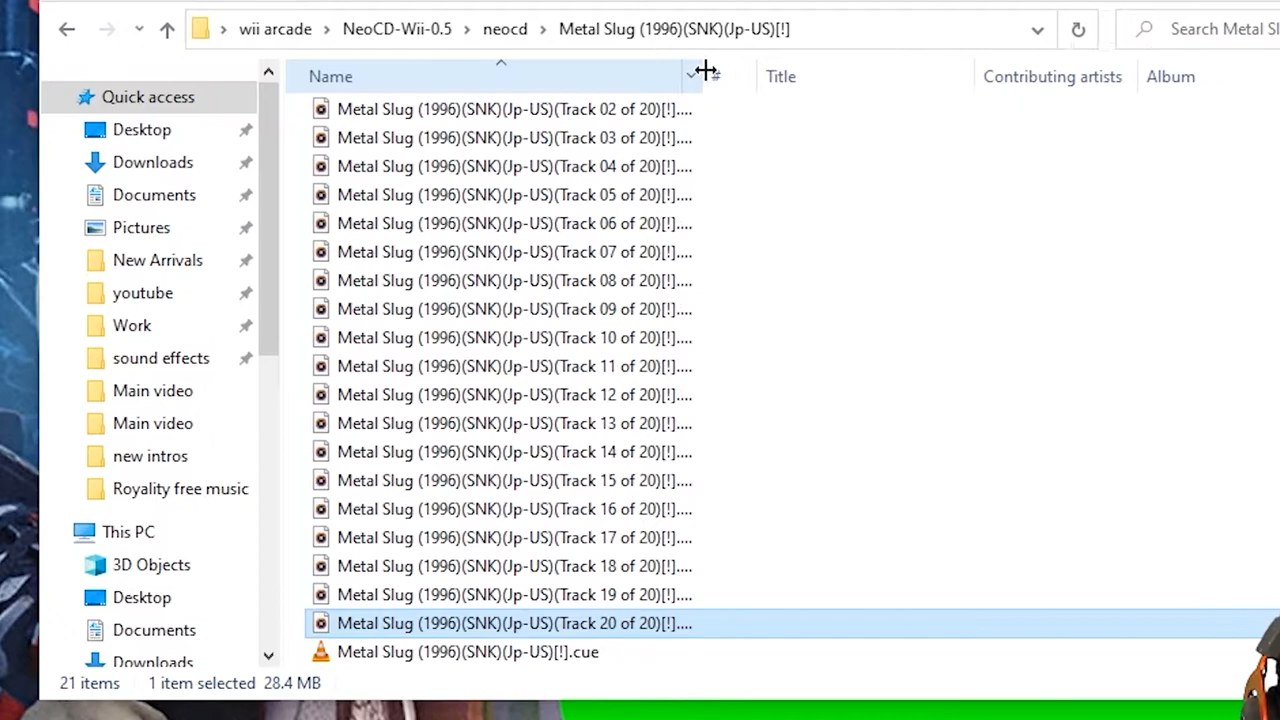 wii arcade > NeoCD-Wii-0.5 > neocd > Metal Slug (1996)(SNK)(Jp-US)[!]
Search Metal Sl
Name # Title Contributing artists Album
Quick access
Desktop
Downloads
Documents
Pictures
New Arrivals
youtube
Work
sound effects
Main video
Main video
new intros
Royality free music
This PC
3D Objects
Desktop
Documents
Downloads
Metal Slug (1996)(SNK)(Jp-US)(Track 02 of 20)[!]....
Metal Slug (1996)(SNK)(Jp-US)(Track 03 of 20)[!]....
Metal Slug (1996)(SNK)(Jp-US)(Track 04 of 20)[!]....
Metal Slug (1996)(SNK)(Jp-US)(Track 05 of 20)[!]....
Metal Slug (1996)(SNK)(Jp-US)(Track 06 of 20)[!]....
Metal Slug (1996)(SNK)(Jp-US)(Track 07 of 20)[!]....
Metal Slug (1996)(SNK)(Jp-US)(Track 08 of 20)[!]....
Metal Slug (1996)(SNK)(Jp-US)(Track 09 of 20)[!]....
Metal Slug (1996)(SNK)(Jp-US)(Track 10 of 20)[!]....
Metal Slug (1996)(SNK)(Jp-US)(Track 11 of 20)[!]....
Metal Slug (1996)(SNK)(Jp-US)(Track 12 of 20)[!]....
Metal Slug (1996)(SNK)(Jp-US)(Track 13 of 20)[!]....
Metal Slug (1996)(SNK)(Jp-US)(Track 14 of 20)[!]....
Metal Slug (1996)(SNK)(Jp-US)(Track 15 of 20)[!]....
Metal Slug (1996)(SNK)(Jp-US)(Track 16 of 20)[!]....
Metal Slug (1996)(SNK)(Jp-US)(Track 17 of 20)[!]....
Metal Slug (1996)(SNK)(Jp-US)(Track 18 of 20)[!]....
Metal Slug (1996)(SNK)(Jp-US)(Track 19 of 20)[!]....
Metal Slug (1996)(SNK)(Jp-US)(Track 20 of 20)[!]....
Metal Slug (1996)(SNK)(Jp-US)[!].cue
21 items 1 item selected 28.4 MB